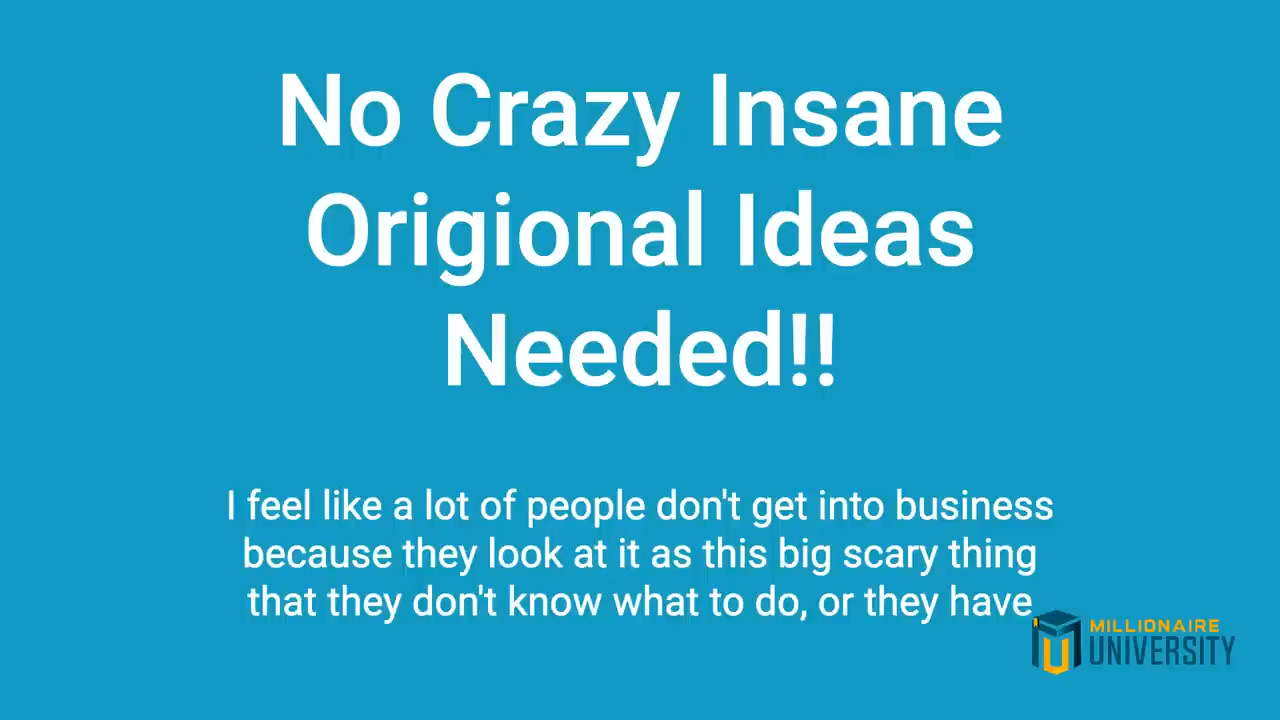 No Crazy Insane
Origional Ideas
Needed!!
I feel like a lot of people don't get into business
because they look at it as this big scary thing
that they don't know what to do, or they have
MILLIONAIRE
UNIVERSITY